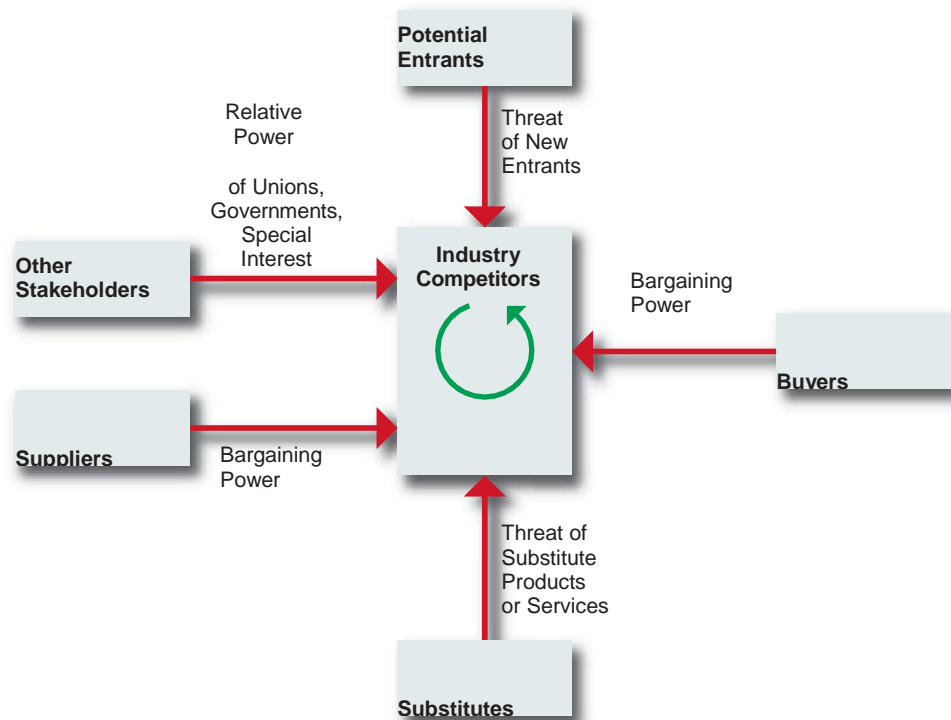 Potential
Entrants
Relative
Power
Threat
of New
Entrants
of Unions,
Governments,
Special
Interest
Other
Stakeholders
Industry
Competitors
Bargaining
Power
Buyers
Suppliers
Bargaining
Power
Threat of
Substitute
Products
or Services
Substitutes